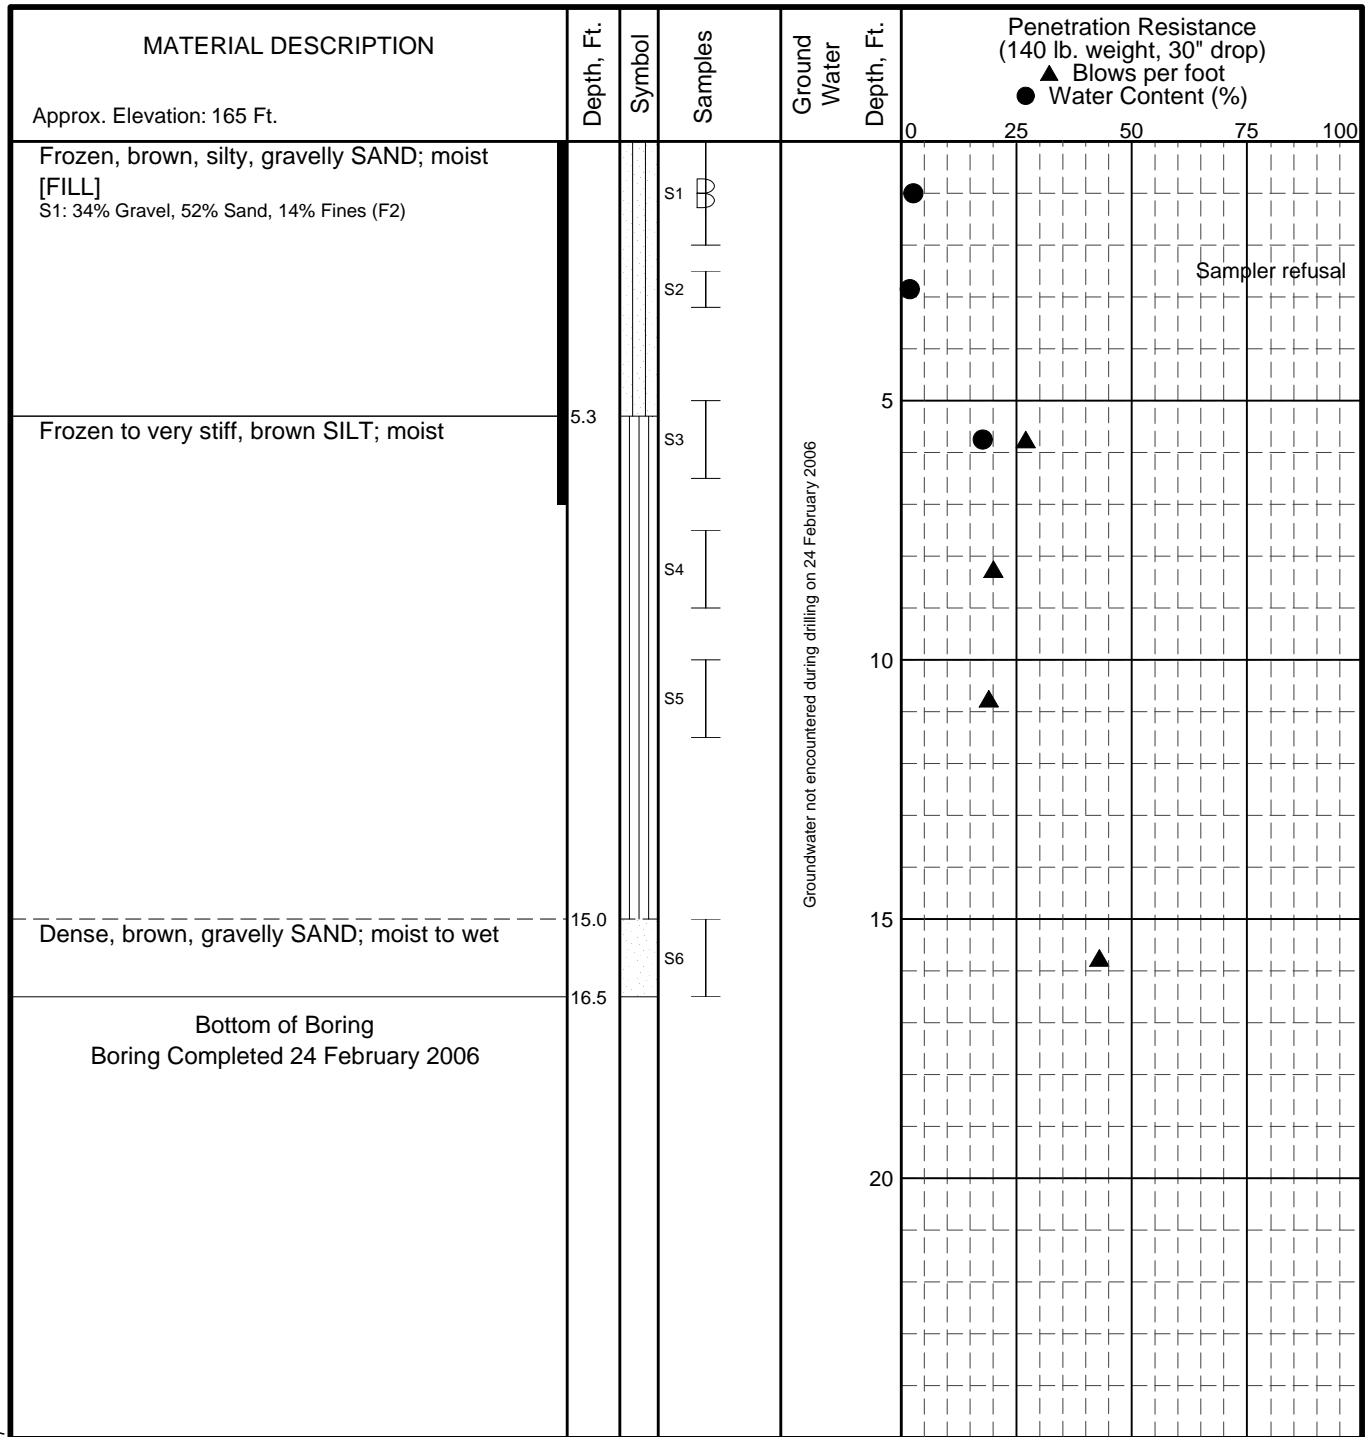 MATERIAL DESCRIPTION
Approx. Elevation: 165 Ft.
Depth, Ft.
Symbol
Samples
Ground
Water
Depth, Ft.
Penetration Resistance
(140 lb. weight, 30" drop)
▲ Blows per foot
● Water Content (%)
0 25 50 75 100
Frozen, brown, silty, gravelly SAND; moist
[FILL]
S1: 34% Gravel, 52% Sand, 14% Fines (F2)
S1
S2
Sampler refusal
5
5.3
Frozen to very stiff, brown SILT; moist
S3
S4
10
S5
Groundwater not encountered during drilling on 24 February 2006
15
15.0
Dense, brown, gravelly SAND; moist to wet
S6
16.5
Bottom of Boring
Boring Completed 24 February 2006
20